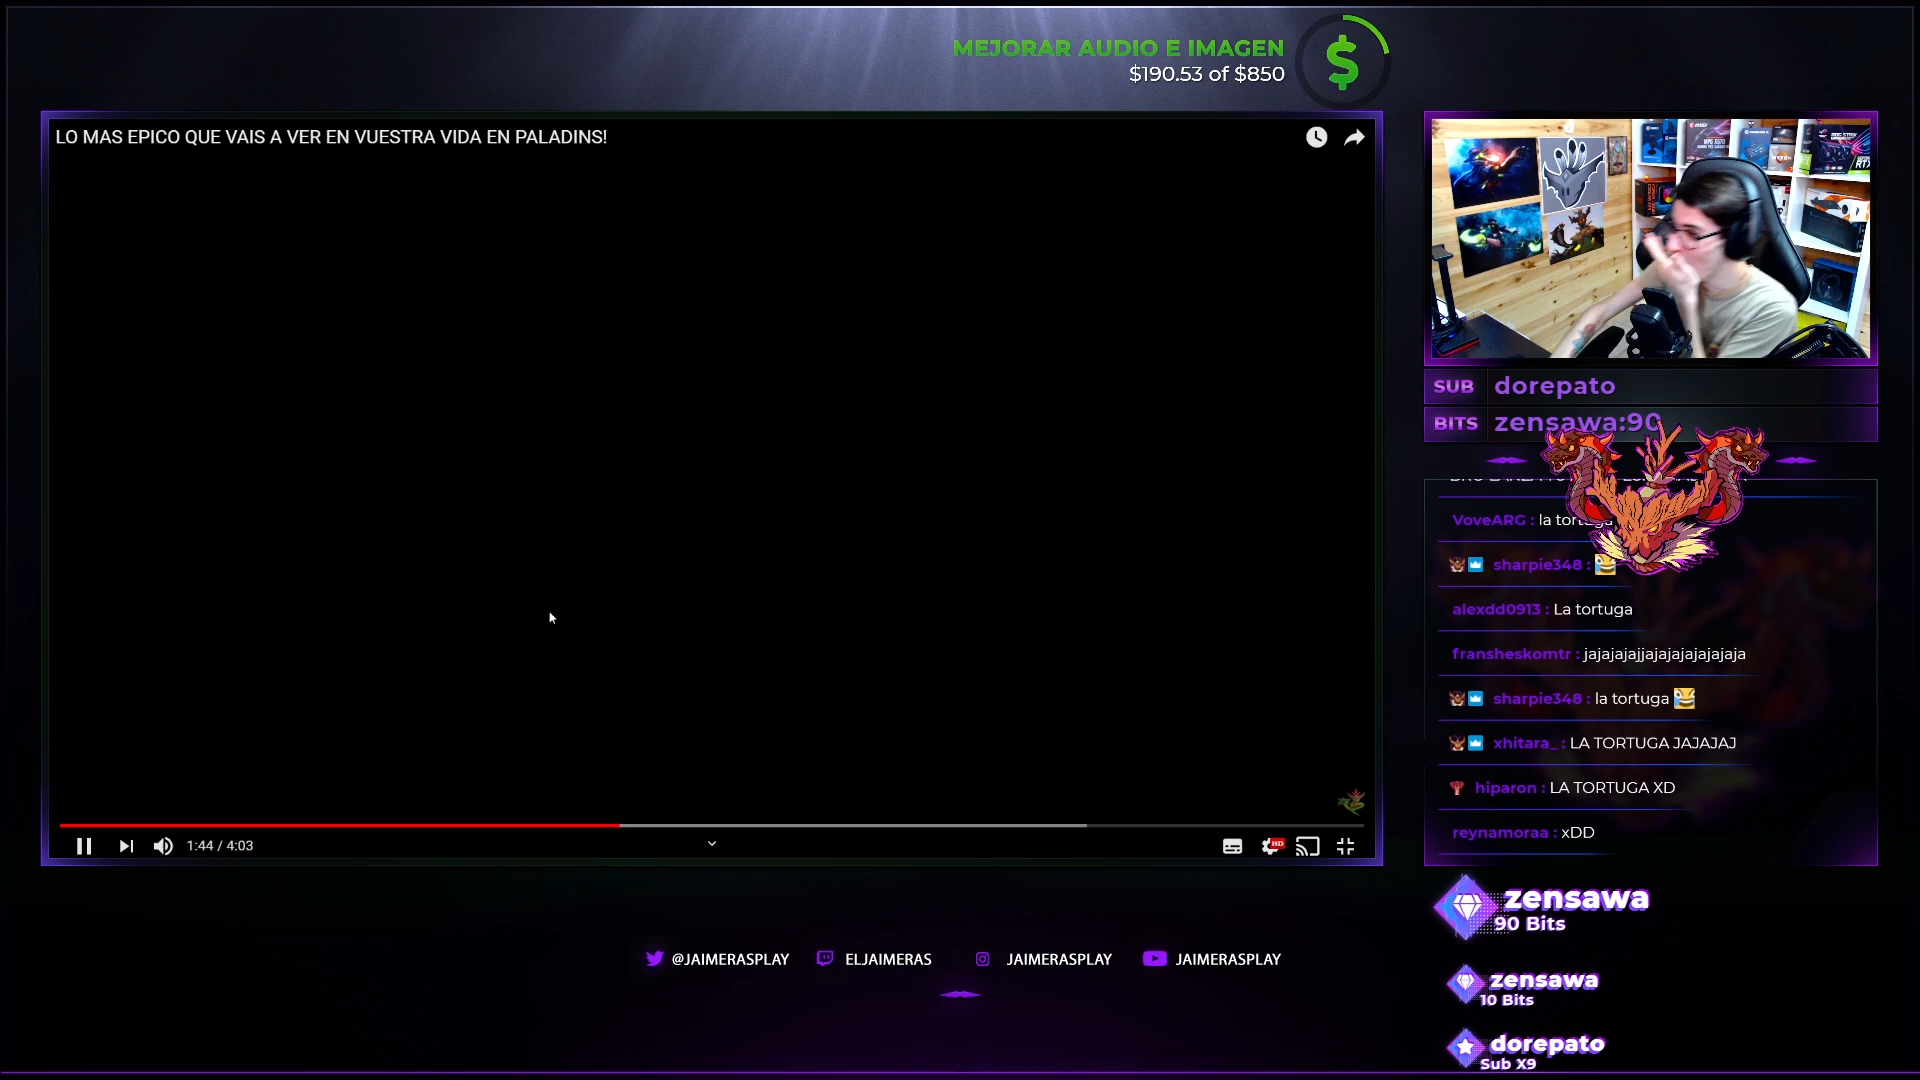 MEJORAR AUDIO E IMAGEN
$190.53 of $850
LO MAS EPICO QUE VAIS A VER EN VUESTRA VIDA EN PALADINS!
SUB dorepato
BITS zensawa:90
VoveARG : la tortuga
sharpie348 :
alexdd0913 : La tortuga
fransheskomtr : jajajajajjajajajajajajaja
sharpie348 : la tortuga
xhitara_ : LA TORTUGA JAJAJAJ
hiparon : LA TORTUGA XD
reynamoraa : xDD
1:44 / 4:03
HD
zensawa
90 Bits
@JAIMERASPLAY ELJAIMERAS JAIMERASPLAY JAIMERASPLAY
zensawa
10 Bits
dorepato
Sub X9